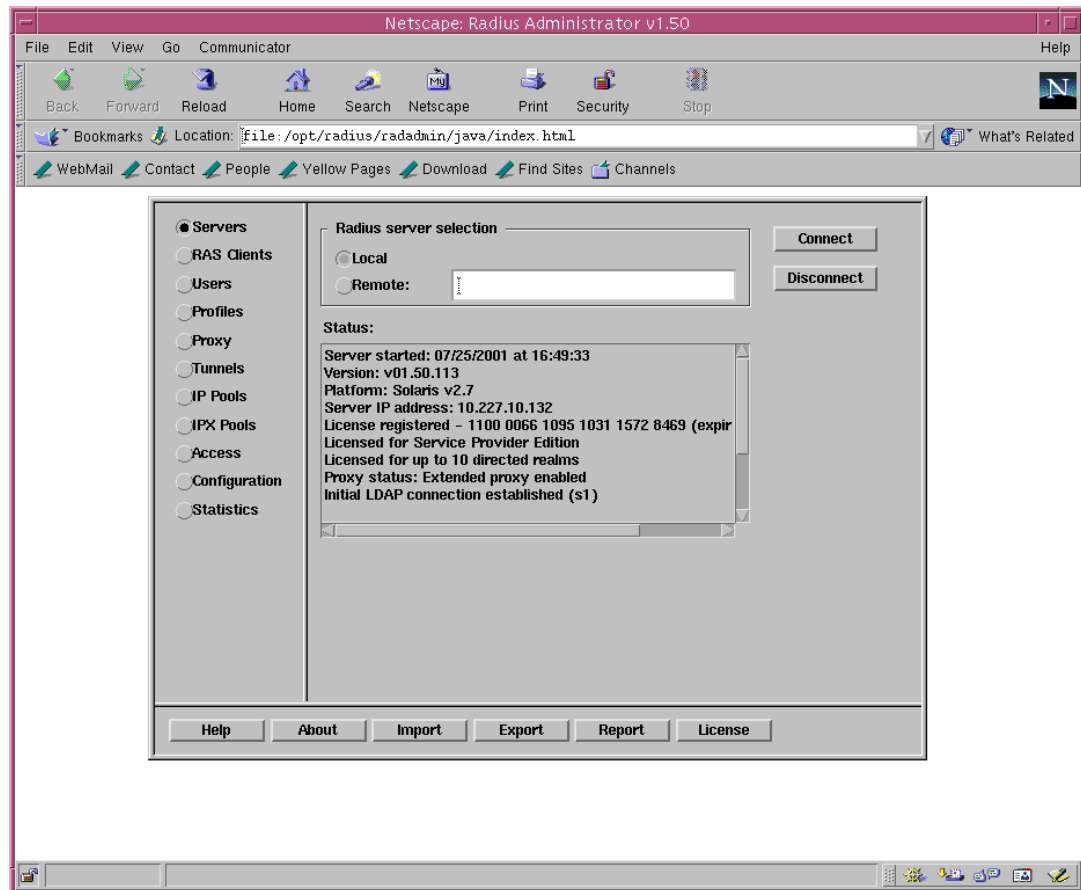 Netscape: Radius Administrator v1.50
File Edit View Go Communicator Help
Back Forward Reload Home Search Netscape Print Security Stop
My
N
Bookmarks Location: file:/opt/radius/radadmin/java/index.html What's Related
WebMail Contact People Yellow Pages Download Find Sites Channels
Servers
RAS Clients
Users
Profiles
Proxy
Tunnels
IP Pools
IPX Pools
Access
Configuration
Statistics
Radius server selection
Local
Remote:
Connect
Disconnect
Status:
Server started: 07/25/2001 at 16:49:33
Version: v01.50.113
Platform: Solaris v2.7
Server IP address: 10.227.10.132
License registered - 1100 0066 1095 1031 1572 8469 (expir
Licensed for Service Provider Edition
Licensed for up to 10 directed realms
Proxy status: Extended proxy enabled
Initial LDAP connection established (s1)
Help About Import Export Report License